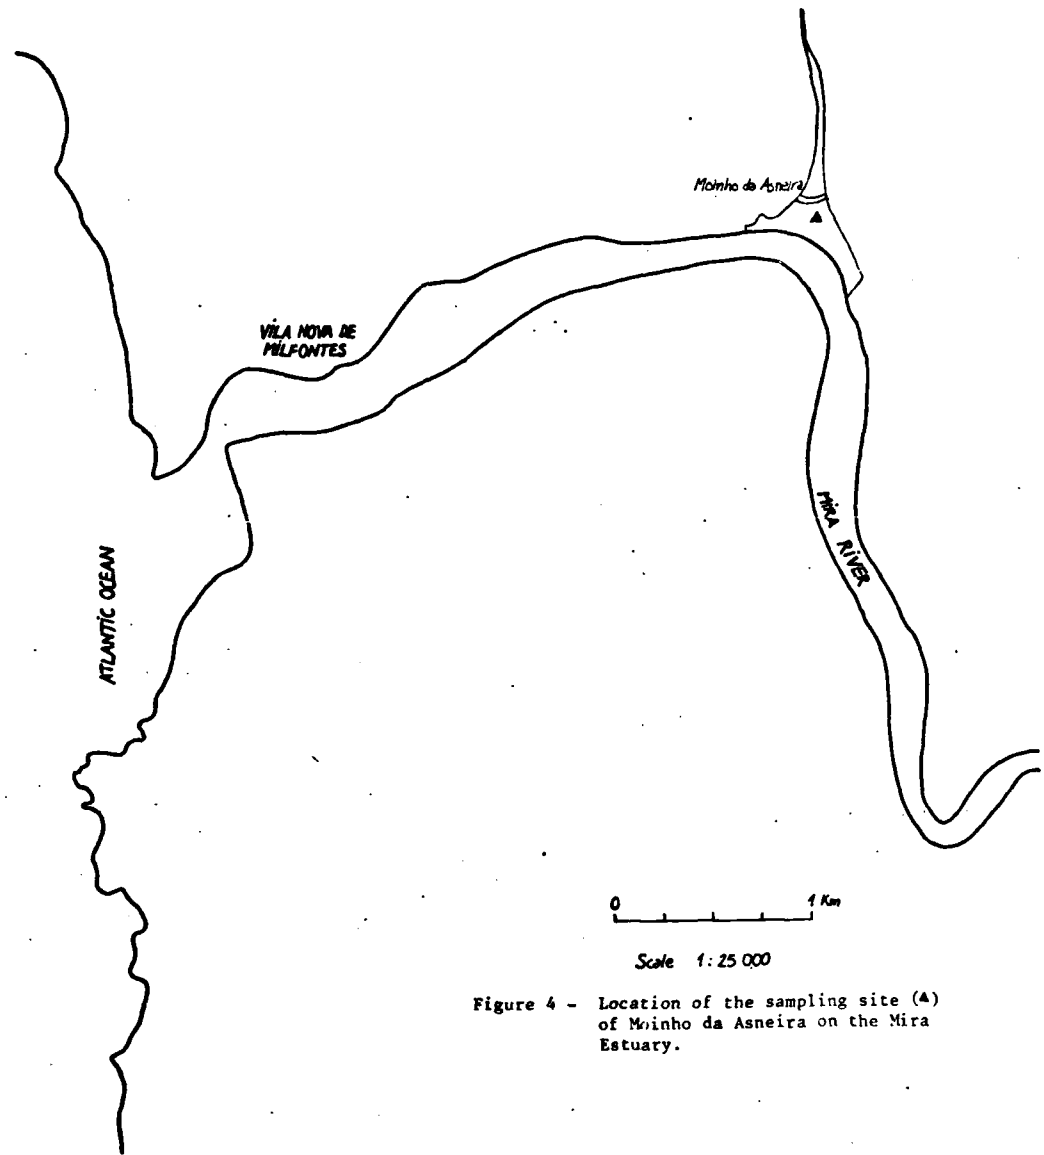 Moinho da Asneira
VILA NOVA DE
MILFONTES
MIRA RIVER
ATLANTIC OCEAN
0 1 Km
Scale 1:25 000
Figure 4 - Location of the sampling site (▲)
of Moinho da Asneira on the Mira
Estuary.